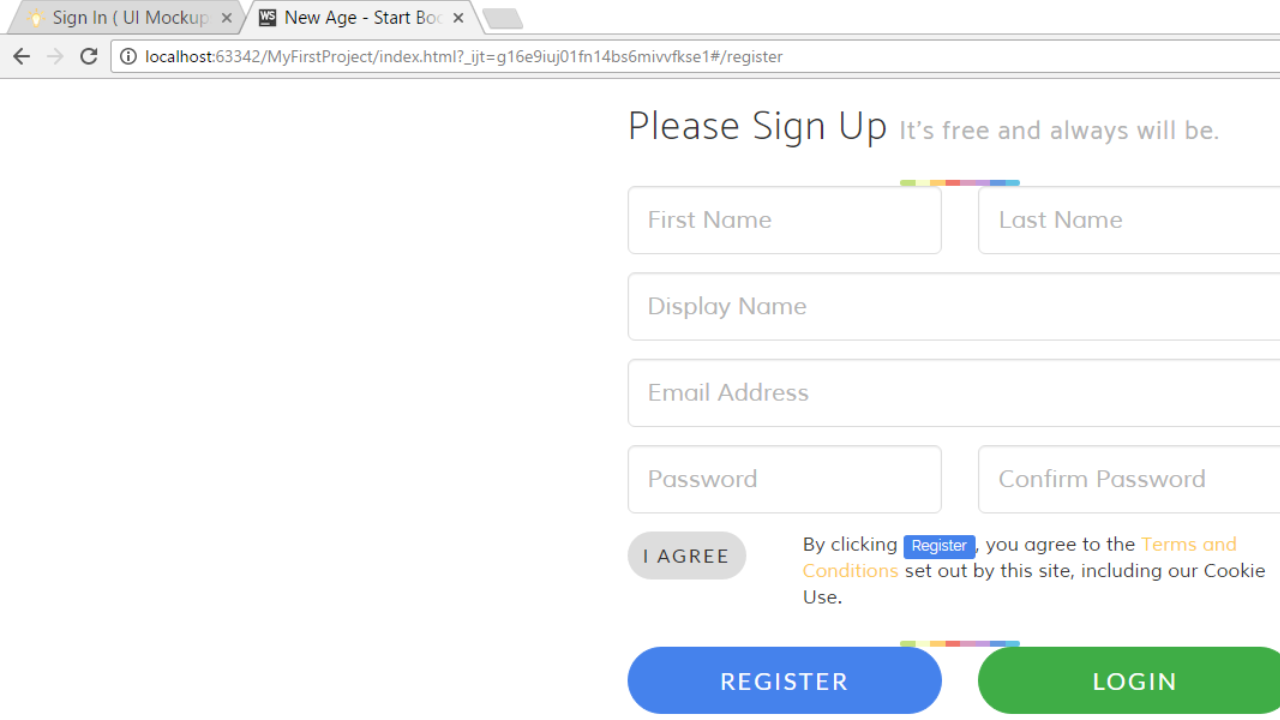 Sign In ( UI Mockup
WS New Age - Start Boo
localhost:63342/MyFirstProject/index.html?_ijt=g16e9iuj01fn14bs6mivvfkse1#/register
Please Sign Up It's free and always will be.
First Name Last Name
Display Name
Email Address
Password Confirm Password
I AGREE
By clicking Register, you agree to the Terms and
Conditions set out by this site, including our Cookie
Use.
REGISTER LOGIN